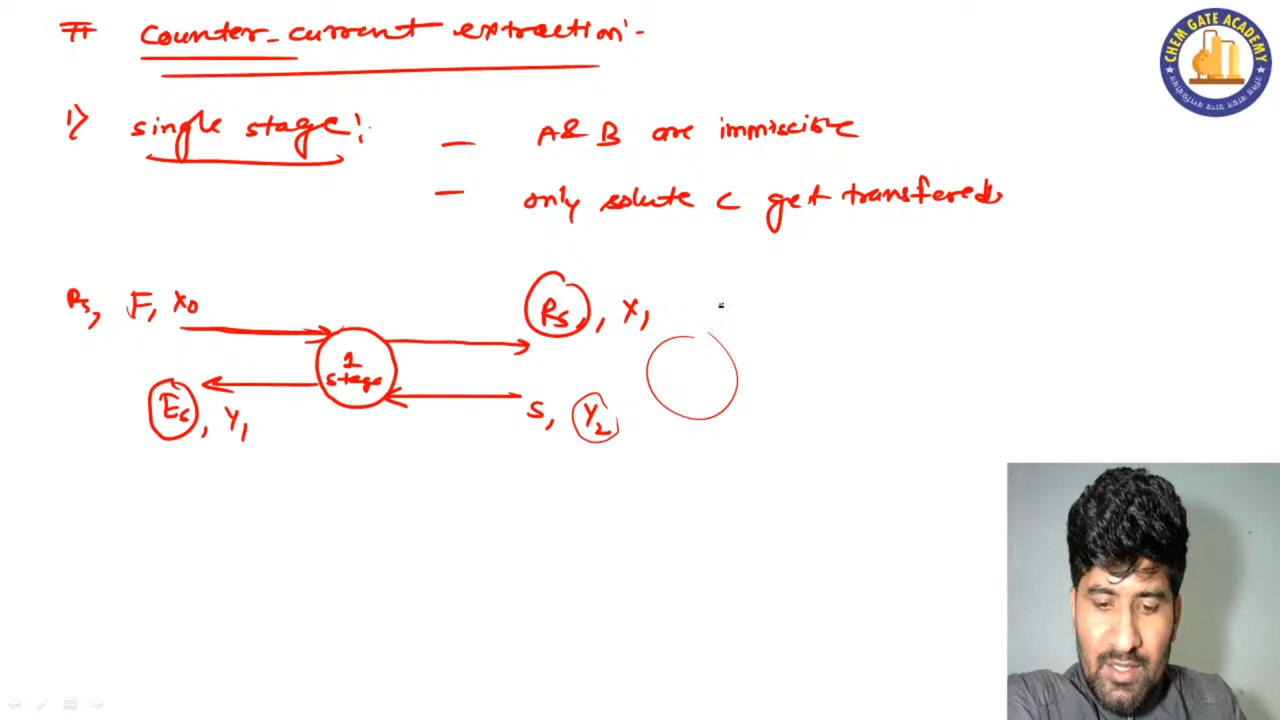 # Counter-current extraction:-
CHEM GATE ACADEMY
1) single stage:
- A & B are immiscible
- only solute C get transfered
Rs, F, X0
Rs, X1
1 stage
Es, Y1
S, Y2